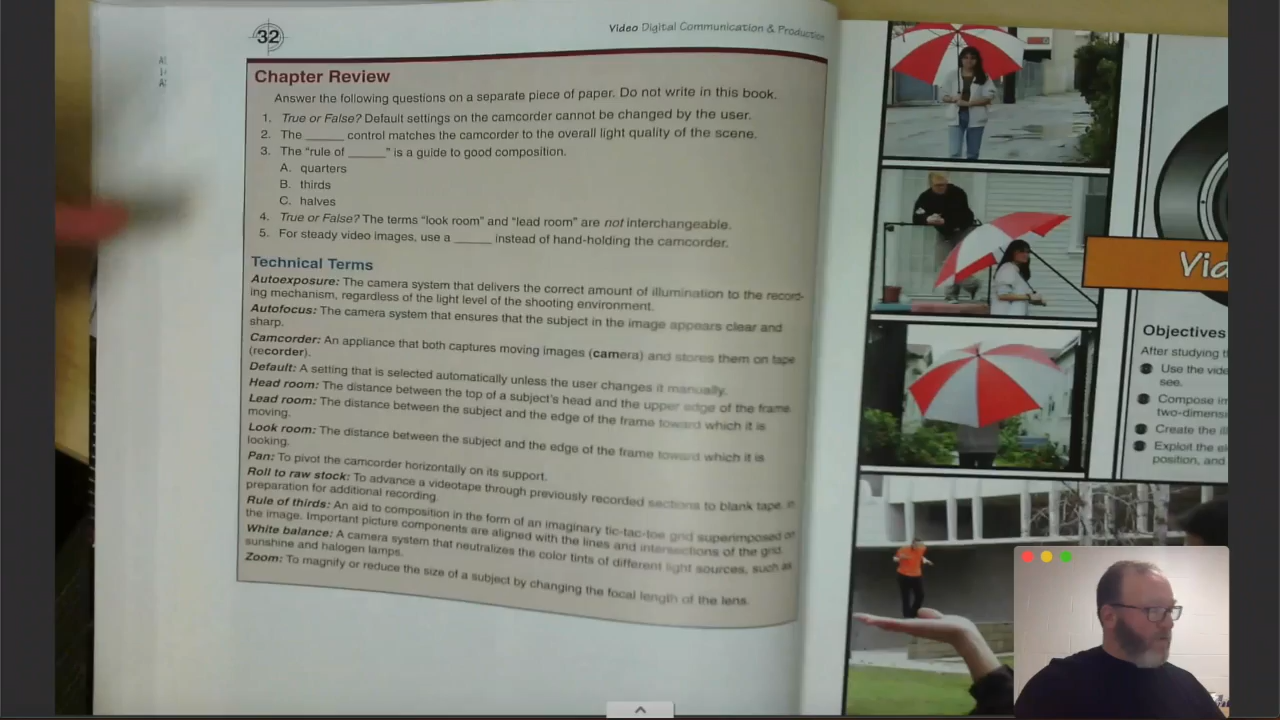 32
Video Digital Communication & Production
Chapter Review
Answer the following questions on a separate piece of paper. Do not write in this book.
1. True or False? Default settings on the camcorder cannot be changed by the user.
2. The ______ control matches the camcorder to the overall light quality of the scene.
3. The “rule of ______” is a guide to good composition.
A. quarters
B. thirds
C. halves
4. True or False? The terms “look room” and “lead room” are not interchangeable.
5. For steady video images, use a ______ instead of hand-holding the camcorder.
Technical Terms
Autoexposure: The camera system that delivers the correct amount of illumination to the record-
ing mechanism, regardless of the light level of the shooting environment.
Autofocus: The camera system that ensures that the subject in the image appears clear and
sharp.
Camcorder: An appliance that both captures moving images (camera) and stores them on tape
(recorder).
Default: A setting that is selected automatically unless the user changes it manually.
Head room: The distance between the top of a subject's head and the upper edge of the frame.
Lead room: The distance between the subject and the edge of the frame toward which it is
moving.
Look room: The distance between the subject and the edge of the frame toward which it is
looking.
Pan: To pivot the camcorder horizontally on its support.
Roll to raw stock: To advance a videotape through previously recorded sections to blank tape in
preparation for additional recording.
Rule of thirds: An aid to composition in the form of an imaginary tic-tac-toe grid superimposed on
the image. Important picture components are aligned with the lines and intersections of the grid.
White balance: A camera system that neutralizes the color tints of different light sources, such as
sunshine and halogen lamps.
Zoom: To magnify or reduce the size of a subject by changing the focal length of the lens.
Objectives
After studying
Use the
see.
Compose
two-dimensi
Create the
Exploit the
position, and